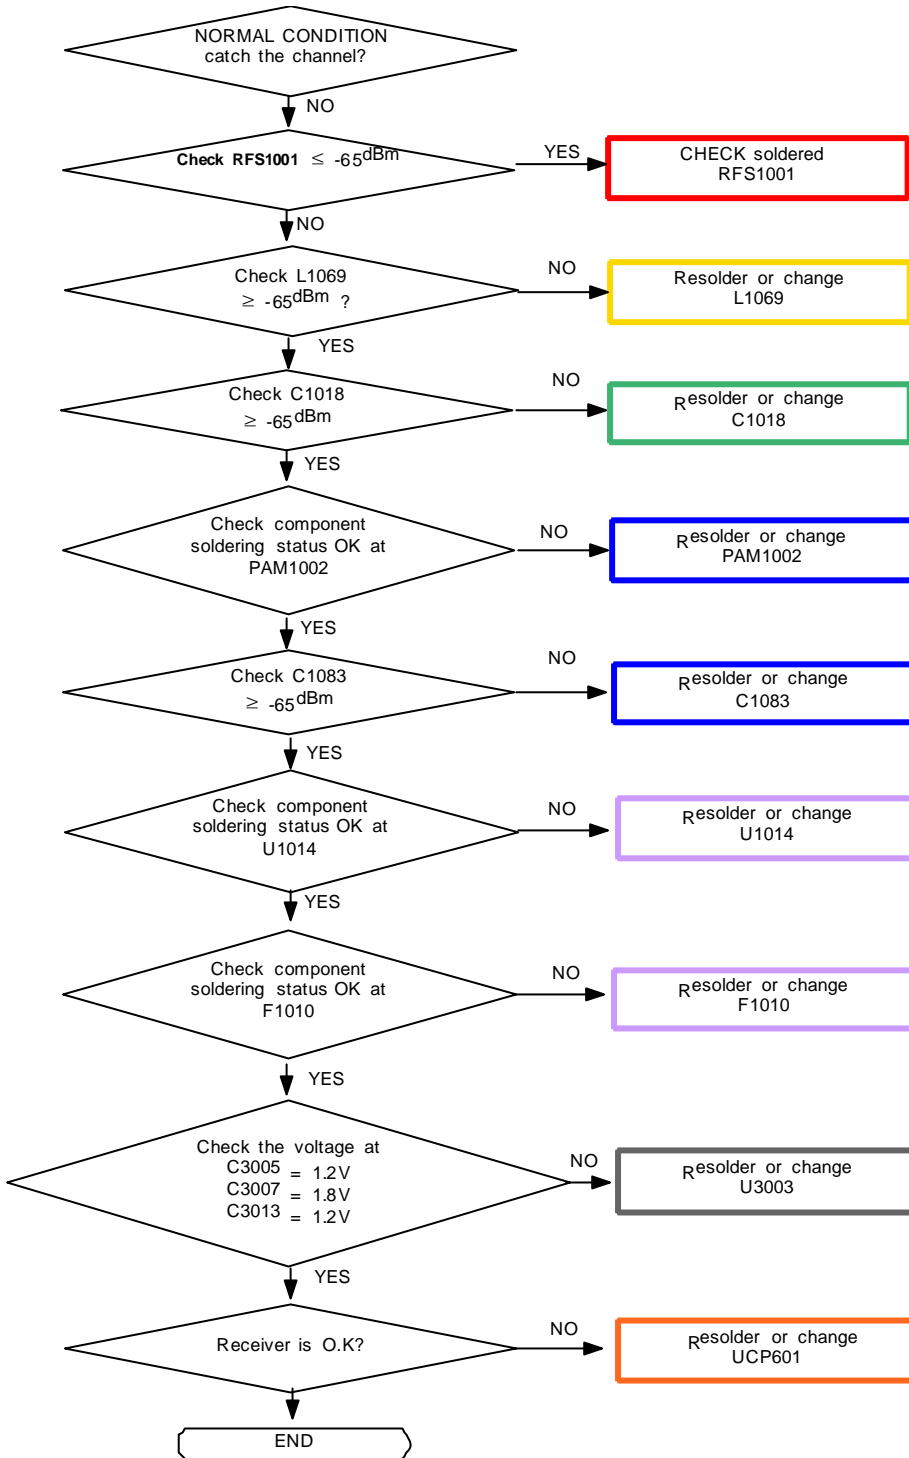 NORMAL CONDITION
catch the channel?
NO
Check RFS1001 ≤ -65dBm
YES
CHECK soldered
RFS1001
NO
Check L1069
≥ -65dBm ?
NO
Resolder or change
L1069
YES
Check C1018
≥ -65dBm
NO
Resolder or change
C1018
YES
Check component
soldering status OK at
PAM1002
NO
Resolder or change
PAM1002
YES
Check C1083
≥ -65dBm
NO
Resolder or change
C1083
YES
Check component
soldering status OK at
U1014
NO
Resolder or change
U1014
YES
Check component
soldering status OK at
F1010
NO
Resolder or change
F1010
YES
Check the voltage at
C3005 = 1.2V
C3007 = 1.8V
C3013 = 1.2V
NO
Resolder or change
U3003
YES
Receiver is O.K?
NO
Resolder or change
UCP601
END